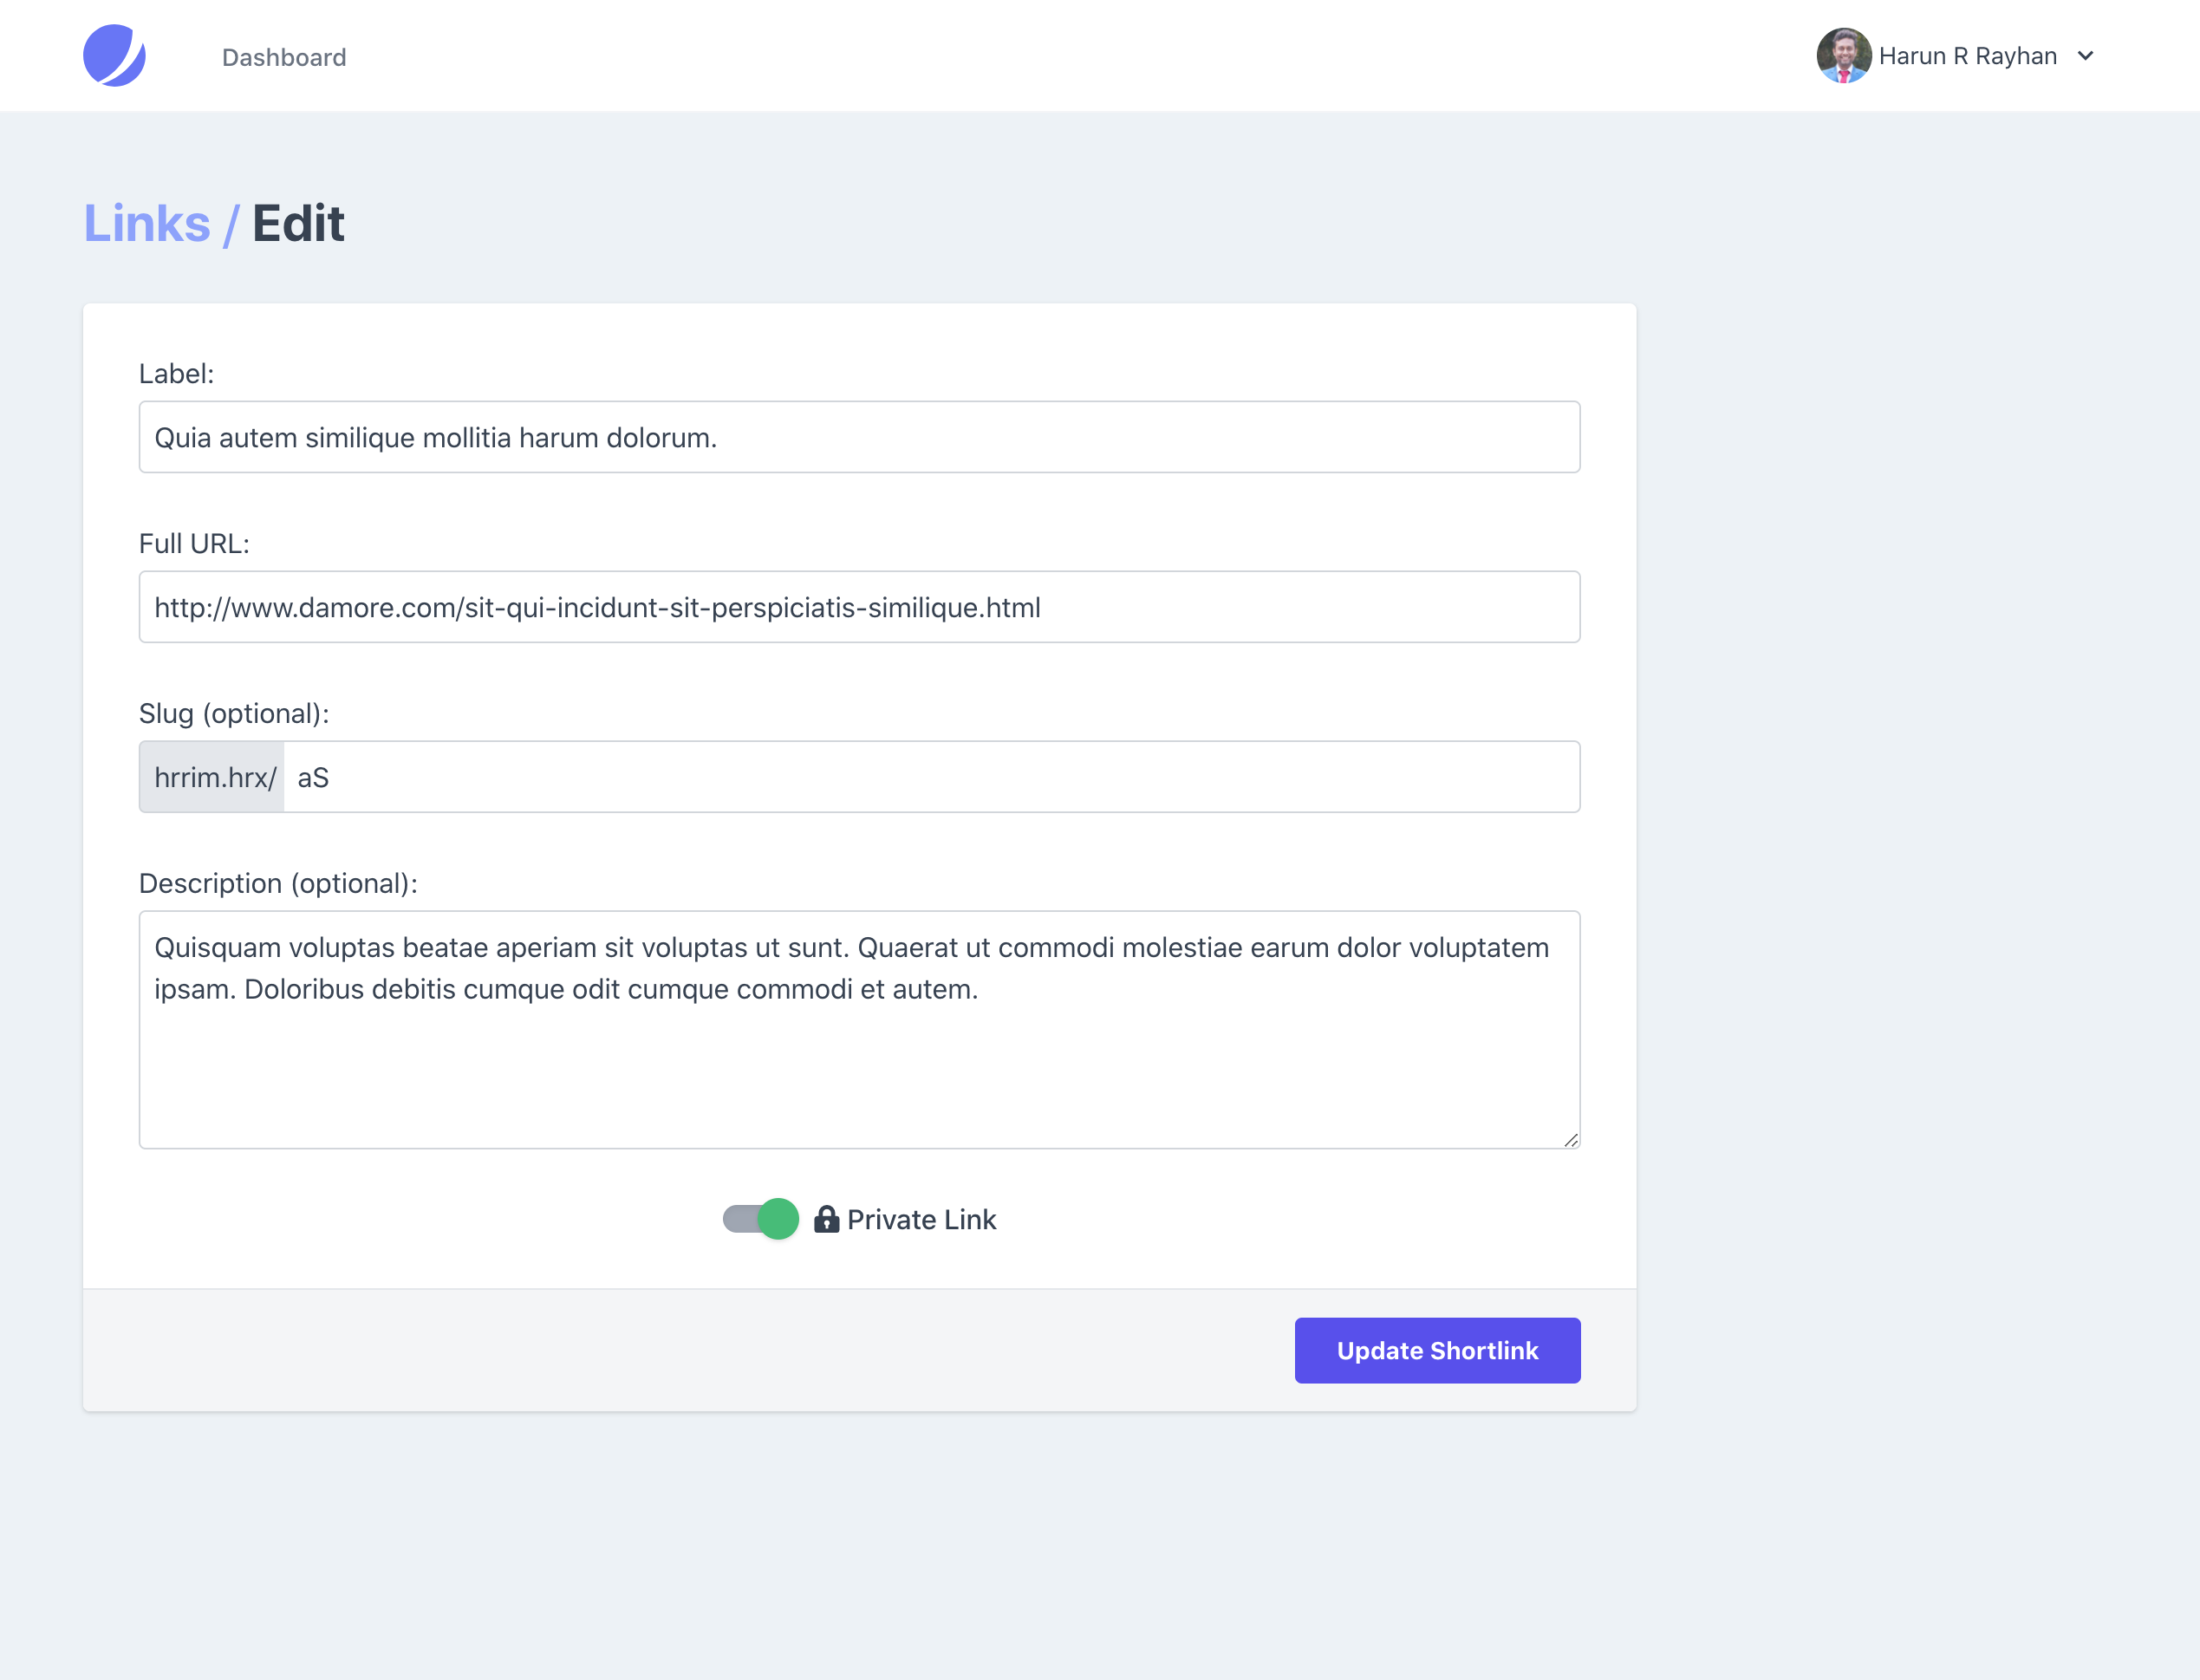 Dashboard
Harun R Rayhan
Links / Edit
Label:
Quia autem similique mollitia harum dolorum.
Full URL:
http://www.damore.com/sit-qui-incidunt-sit-perspiciatis-similique.html
Slug (optional):
hrrim.hrx/ aS
Description (optional):
Quisquam voluptas beatae aperiam sit voluptas ut sunt. Quaerat ut commodi molestiae earum dolor voluptatem
ipsam. Doloribus debitis cumque odit cumque commodi et autem.
Private Link
Update Shortlink